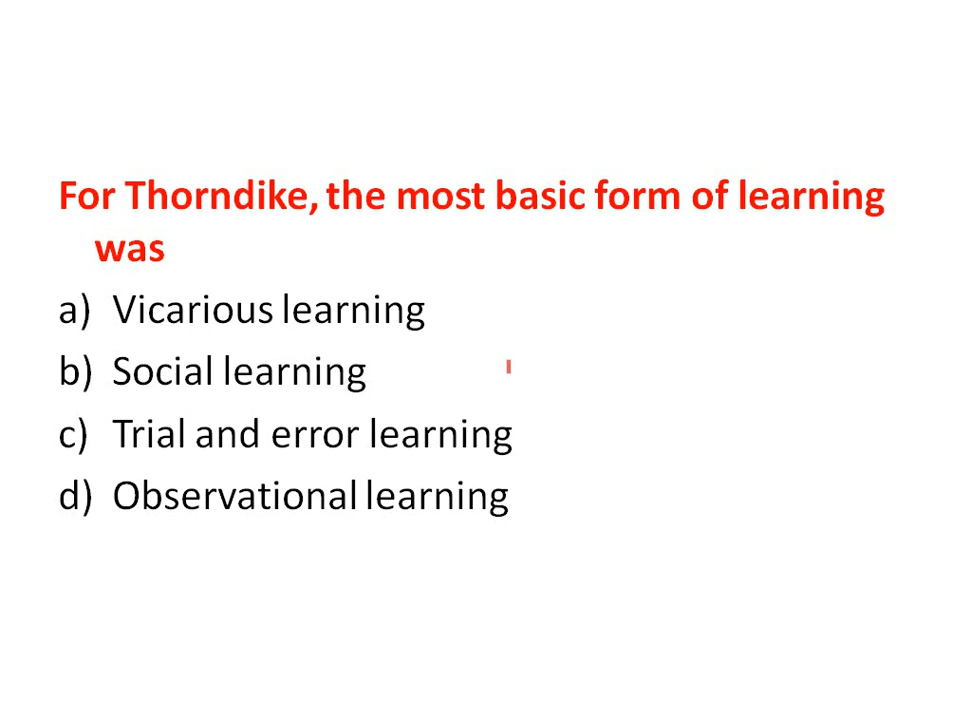 For Thorndike, the most basic form of learning
was
a) Vicarious learning
b) Social learning
c) Trial and error learning
d) Observational learning